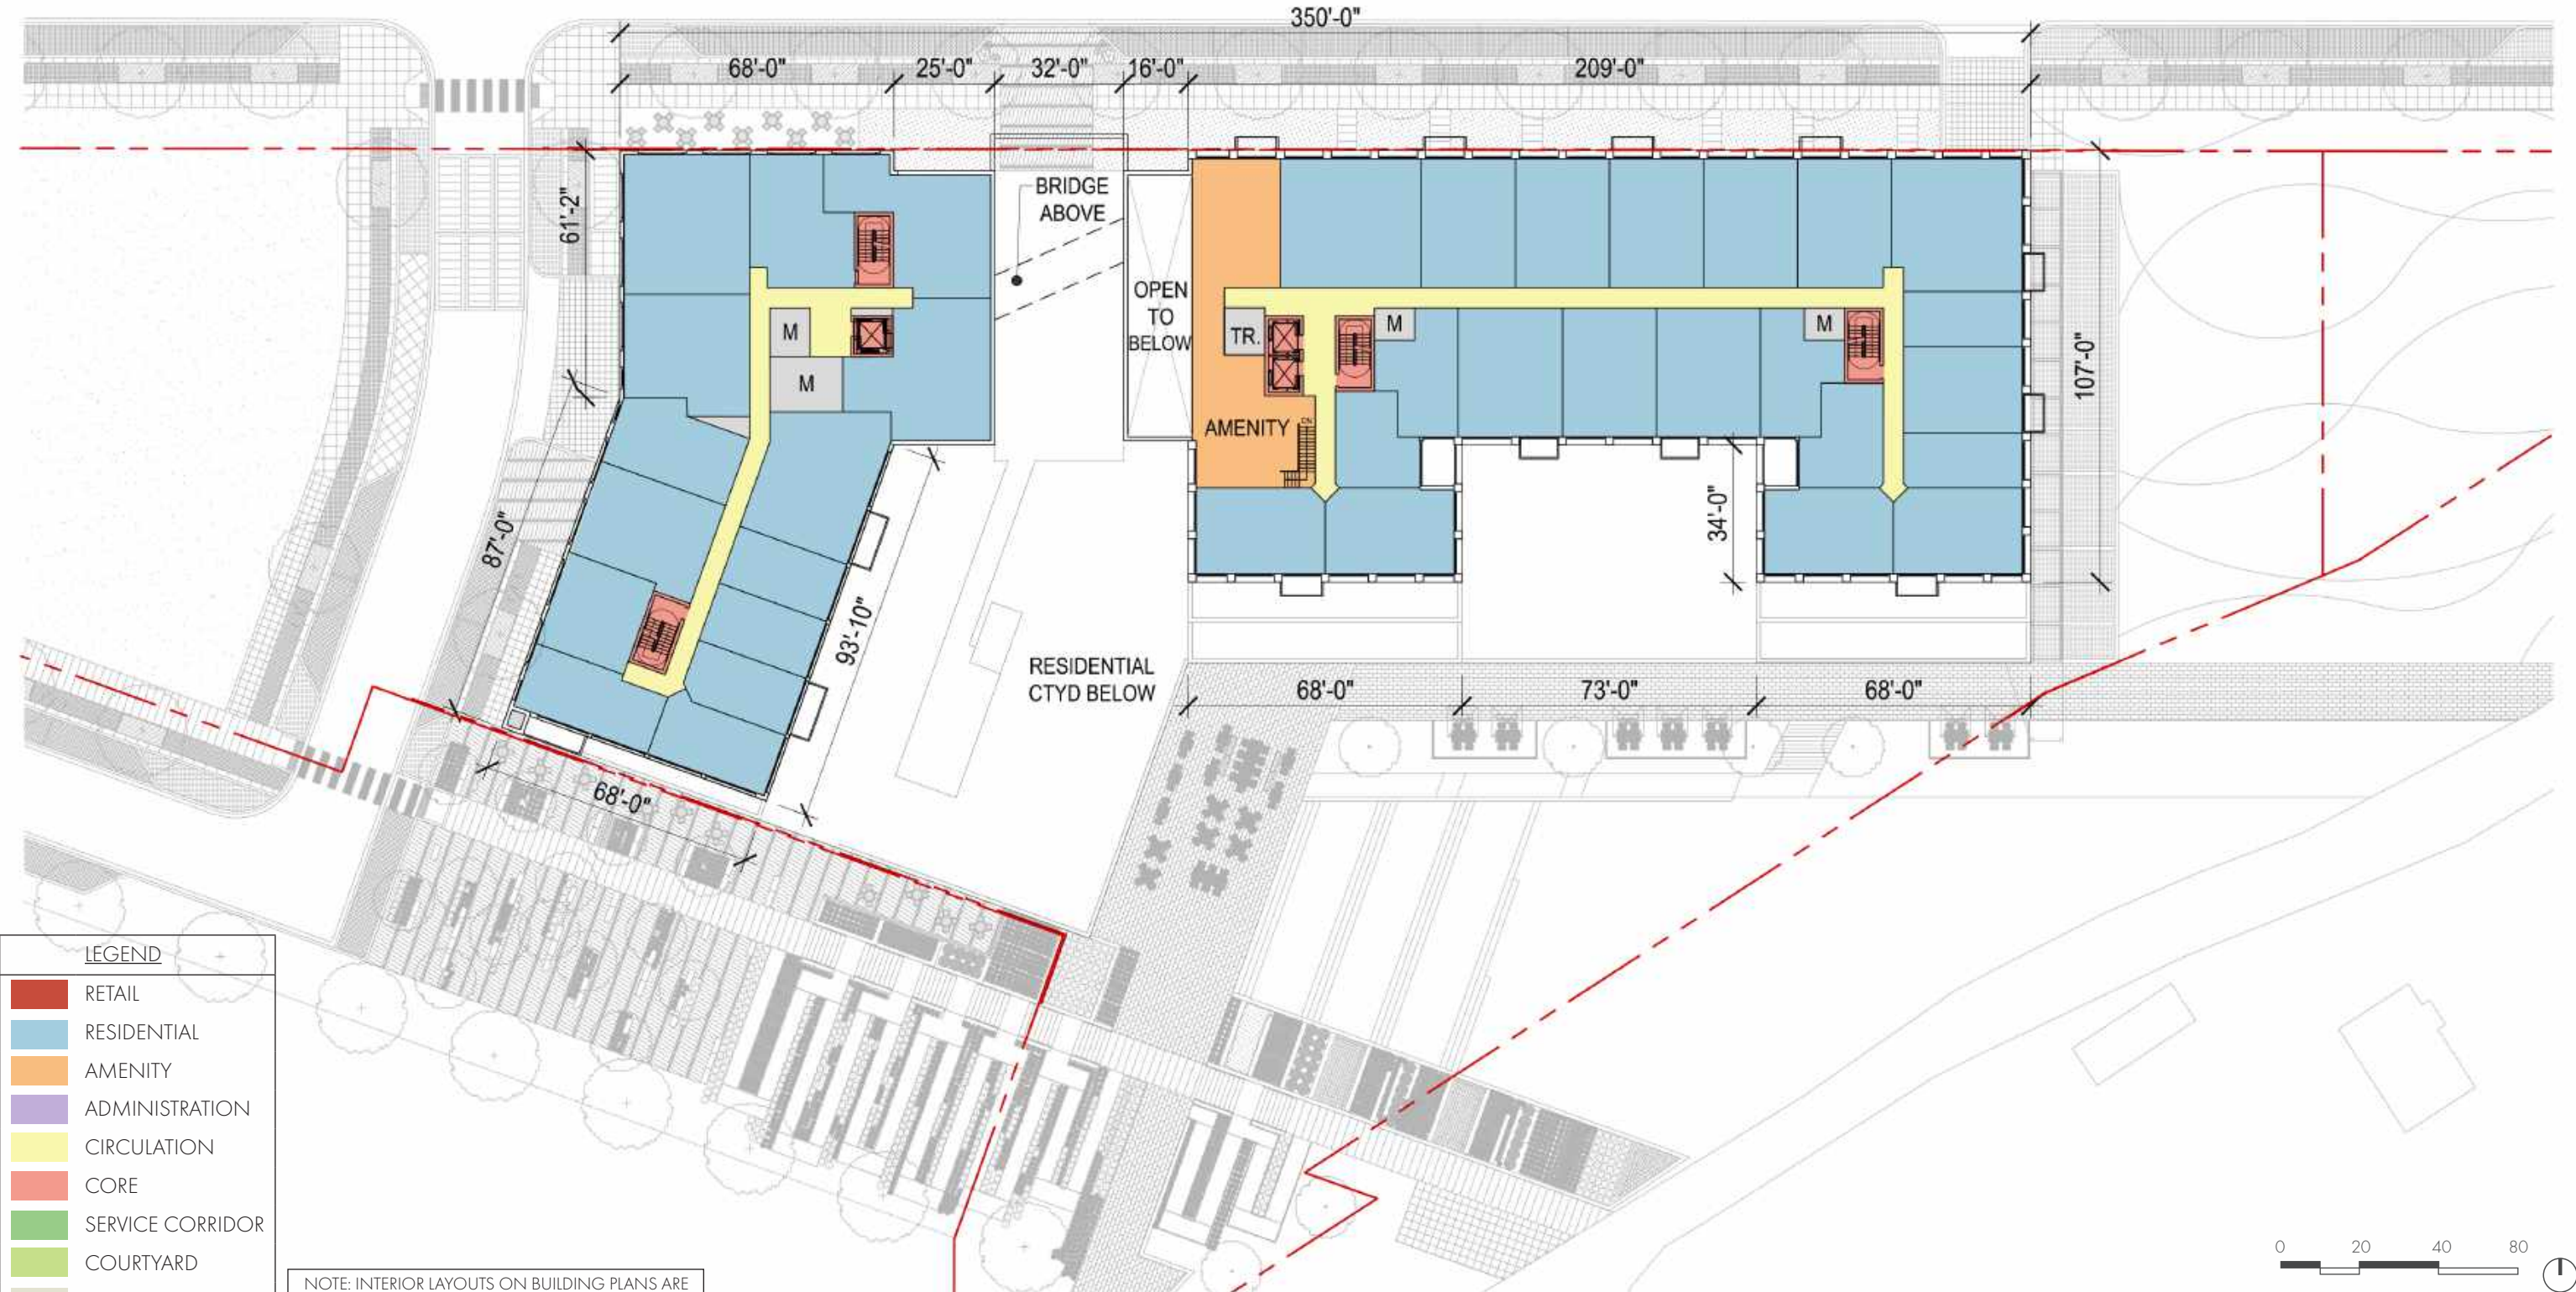 350'-0"
68'-0"
25'-0"
32'-0"
16'-0"
209'-0"
61'-2"
BRIDGE
ABOVE
OPEN
TO
BELOW
M
M
TR.
M
M
AMENITY
107'-0"
87'-0"
93'-10"
34'-0"
RESIDENTIAL
CTYD BELOW
68'-0"
73'-0"
68'-0"
68'-0"
LEGEND
RETAIL
RESIDENTIAL
AMENITY
ADMINISTRATION
CIRCULATION
CORE
SERVICE CORRIDOR
COURTYARD
NOTE: INTERIOR LAYOUTS ON BUILDING PLANS ARE
0 20 40 80